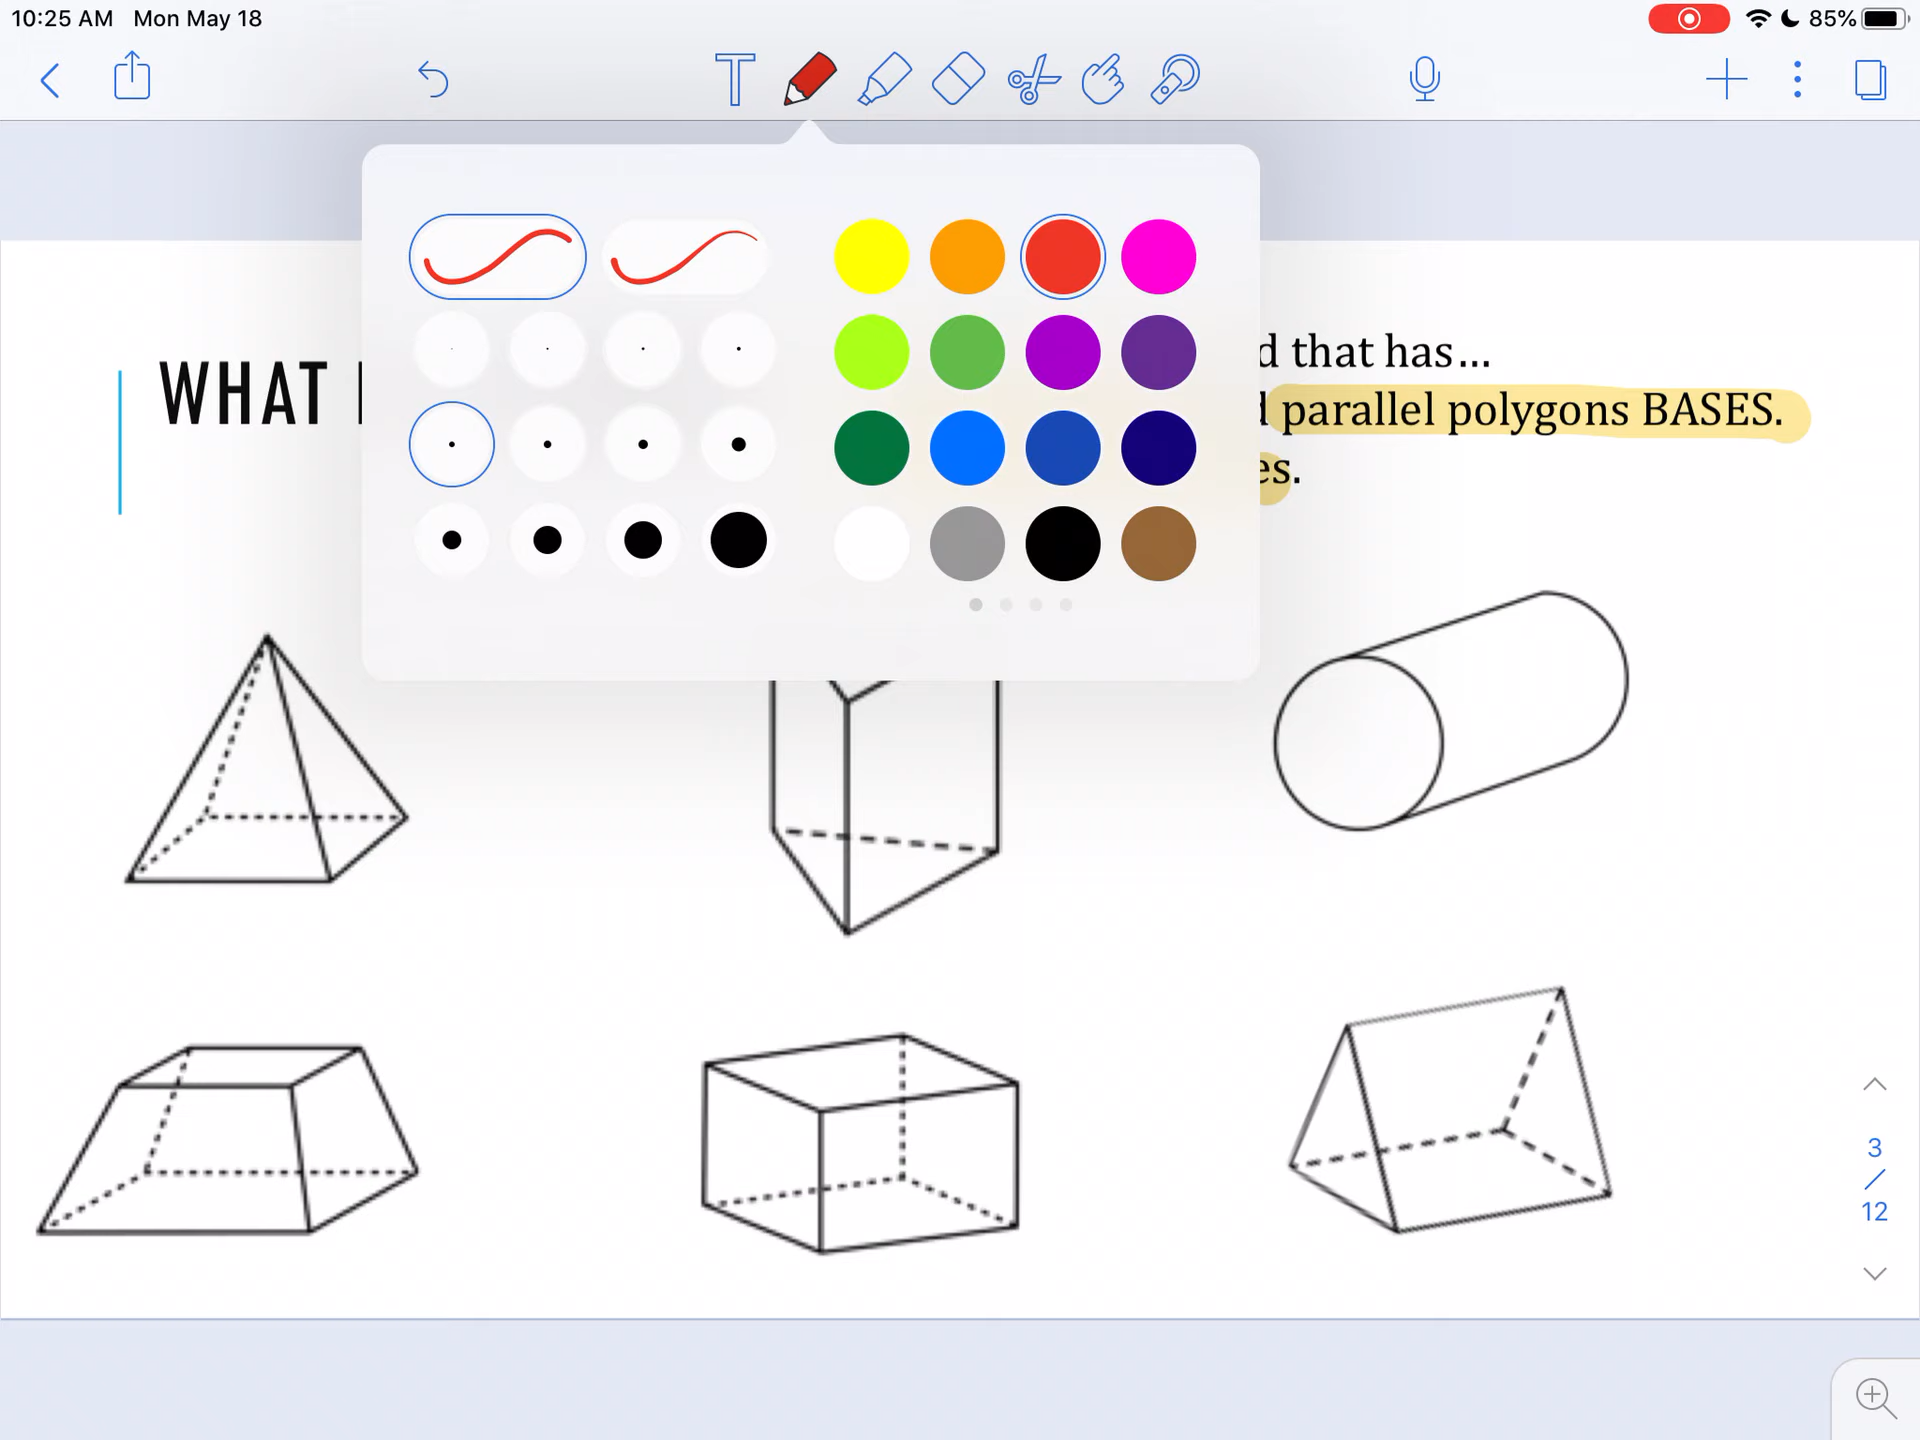 10:25 AM Mon May 18
85%
T
WHAT
that has...
parallel polygons BASES.
es.
3
/
12